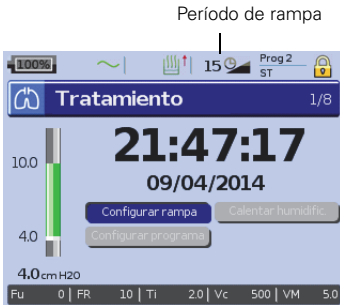 Período de rampa
100% 15 Prog 2
ST
Tratamiento 1/8
21:47:17
10.0
09/04/2014
Configurar rampa Calentar humidific.
4.0 Configurar programa
4.0 cm H2O
Fu 0 | FR 10 | Ti 2.0 | Vc 500 | VM 5.0